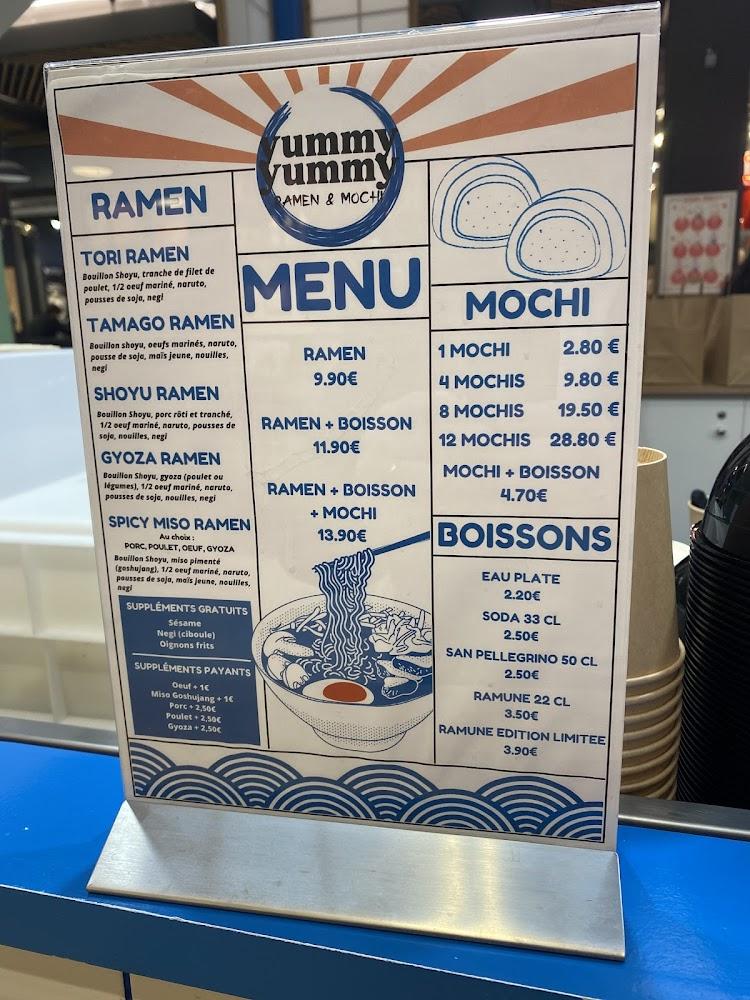 yummy
yummy
RAMEN & MOCHI
RAMEN
TORI RAMEN
Bouillon Shoyu, tranche de filet de
poulet, 1/2 oeuf mariné, naruto,
pousses de soja, negi
TAMAGO RAMEN
Bouillon shoyu, oeufs marinés, naruto,
pousse de soja, maïs jeune, nouilles,
negi
SHOYU RAMEN
Bouillon Shoyu, porc rôti et tranché,
1/2 oeuf mariné, naruto, pousses de
soja, nouilles, negi
GYOZA RAMEN
Bouillon Shoyu, gyoza (poulet ou
légumes), 1/2 oeuf mariné, naruto,
pousses de soja, nouilles, negi
SPICY MISO RAMEN
Au choix :
PORC, POULET, OEUF, GYOZA
Bouillon Shoyu, miso pimenté
(goshujang), 1/2 oeuf mariné, naruto,
pousses de soja, maïs jeune, nouilles,
negi
SUPPLÉMENTS GRATUITS
Sésame
Negi (ciboule)
Oignons frits
SUPPLÉMENTS PAYANTS
Oeuf + 1€
Miso Goshujang + 1€
Porc + 2,50€
Poulet + 2,50€
Gyoza + 2,50€
MENU
RAMEN
9.90€
RAMEN + BOISSON
11.90€
RAMEN + BOISSON
+ MOCHI
13.90€
MOCHI
1 MOCHI 2.80 €
4 MOCHIS 9.80 €
8 MOCHIS 19.50 €
12 MOCHIS 28.80 €
MOCHI + BOISSON
4.70€
BOISSONS
EAU PLATE
2.20€
SODA 33 CL
2.50€
SAN PELLEGRINO 50 CL
2.50€
RAMUNE 22 CL
3.50€
RAMUNE EDITION LIMITEE
3.90€